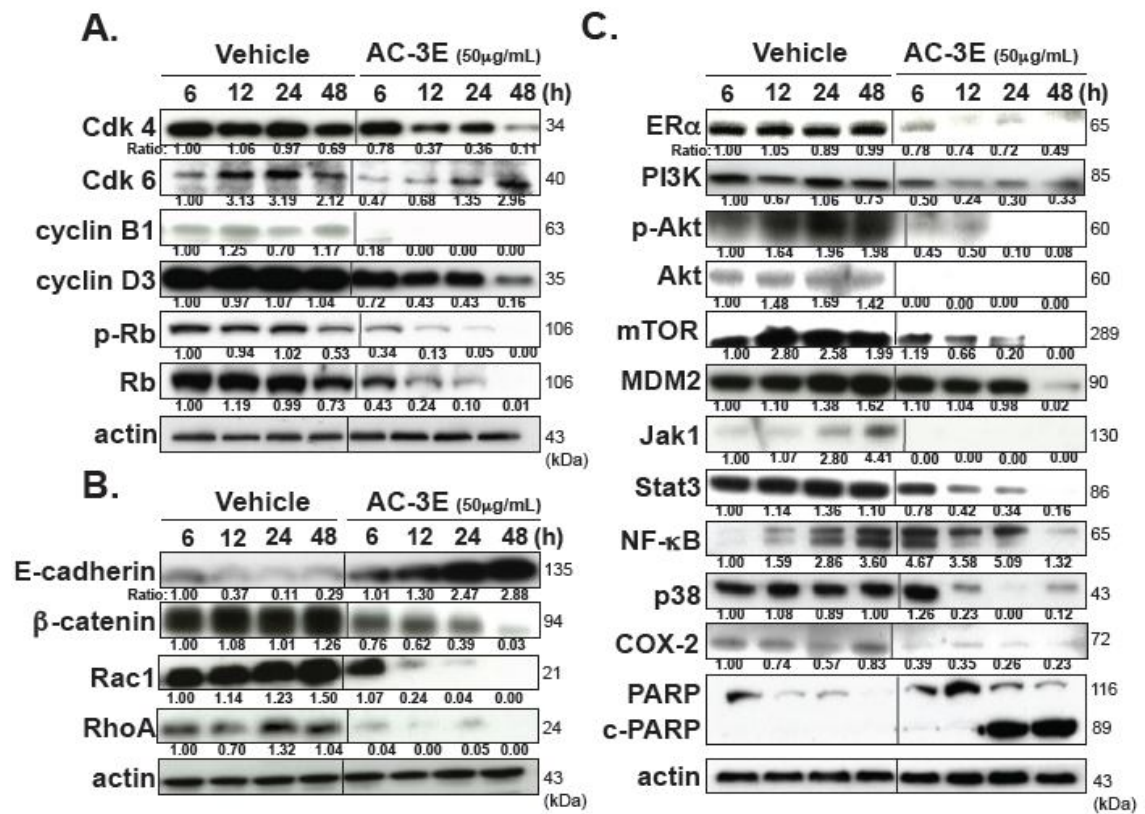 A.
Vehicle AC-3E (50μg/mL)
6 12 24 48 6 12 24 48 (h)
Cdk 4 34
Ratio: 1.00 1.06 0.97 0.69 0.78 0.37 0.36 0.11
Cdk 6 40
1.00 3.13 3.19 2.12 0.47 0.68 1.35 2.96
cyclin B1 63
1.00 1.25 0.70 1.17 0.18 0.00 0.00 0.00
cyclin D3 35
1.00 0.97 1.07 1.04 0.72 0.43 0.43 0.16
p-Rb 106
1.00 0.94 1.02 0.53 0.34 0.13 0.05 0.00
Rb 106
1.00 1.19 0.99 0.73 0.43 0.24 0.10 0.01
actin 43
(kDa)
B.
Vehicle AC-3E (50μg/mL)
6 12 24 48 6 12 24 48 (h)
E-cadherin 135
Ratio: 1.00 0.37 0.11 0.29 1.01 1.30 2.47 2.88
β-catenin 94
1.00 1.08 1.01 1.26 0.76 0.62 0.39 0.03
Rac1 21
1.00 1.14 1.23 1.50 1.07 0.24 0.04 0.00
RhoA 24
1.00 0.70 1.32 1.04 0.04 0.00 0.05 0.00
actin 43
(kDa)
C.
Vehicle AC-3E (50μg/mL)
6 12 24 48 6 12 24 48 (h)
ERα 65
Ratio: 1.00 1.05 0.89 0.99 0.78 0.74 0.72 0.49
PI3K 85
1.00 0.67 1.06 0.75 0.50 0.24 0.30 0.33
p-Akt 60
1.00 1.64 1.96 1.98 0.45 0.50 0.10 0.08
Akt 60
1.00 1.48 1.69 1.42 0.00 0.00 0.00 0.00
mTOR 289
1.00 2.80 2.58 1.99 1.19 0.66 0.20 0.00
MDM2 90
1.00 1.10 1.38 1.62 1.10 1.04 0.98 0.02
Jak1 130
1.00 1.07 2.80 4.41 0.00 0.00 0.00 0.00
Stat3 86
1.00 1.14 1.36 1.10 0.78 0.42 0.34 0.16
NF-κB 65
1.00 1.59 2.86 3.60 4.67 3.58 5.09 1.32
p38 43
1.00 1.08 0.89 1.00 1.26 0.23 0.00 0.12
COX-2 72
1.00 0.74 0.57 0.83 0.39 0.35 0.26 0.23
PARP 116
c-PARP 89
actin 43
(kDa)